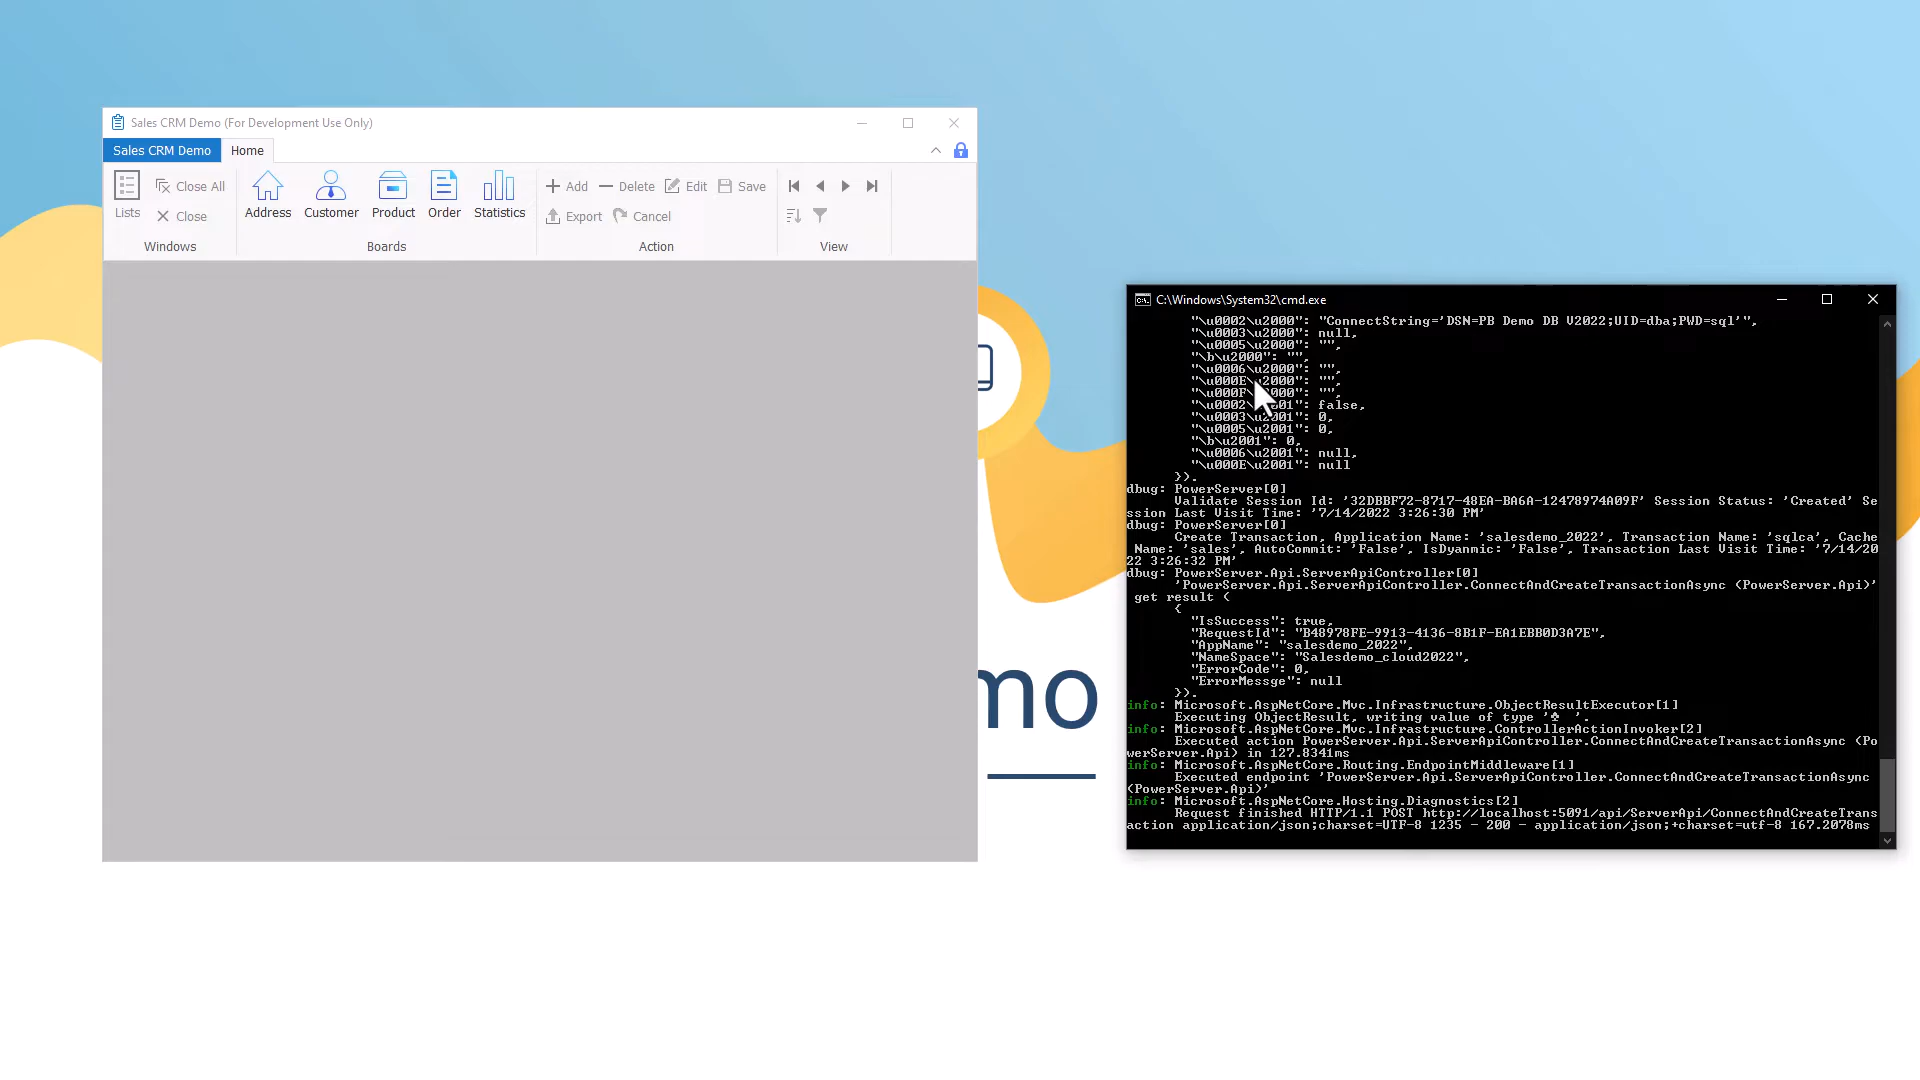 Sales CRM Demo (For Development Use Only)
Sales CRM Demo Home
Lists Close All Close
Address Customer Product Order Statistics
Add Delete Edit Save
Export Cancel
Windows Boards Action View
mo
C:\Windows\System32\cmd.exe
"\u0002\u2000": "ConnectString='DSN=PB Demo DB V2022;UID=dba;PWD=sql'",
"\u0003\u2000": null,
"\u0005\u2000": "",
"\b\u2000": "",
"\u0006\u2000": "",
"\u000E\u2000": "",
"": "",
false,
"\u0003\u2001": 0,
"\u0005\u2001": 0,
"\b\u2001": 0,
"\u0006\u2001": null,
"\u000E\u2001": null
}).
dbug: PowerServer[0]
Validate Session Id: '32DBBF72-8717-48EA-BA6A-12478974A09F' Session Status: 'Created' Se
ssion Last Visit Time: '7/14/2022 3:26:30 PM'
dbug: PowerServer[0]
Create Transaction, Application Name: 'salesdemo_2022', Transaction Name: 'sqlca', Cache
Name: 'sales', AutoCommit: 'False', IsDyanmic: 'False', Transaction Last Visit Time: '7/14/20
22 3:26:32 PM'
dbug: PowerServer.Api.ServerApiController[0]
'PowerServer.Api.ServerApiController.ConnectAndCreateTransactionAsync (PowerServer.Api)'
get result (
{
"IsSuccess": true,
"RequestId": "B48978FE-9913-4136-8B1F-EA1EBB0D3A7E",
"AppName": "salesdemo_2022",
"NameSpace": "Salesdemo_cloud2022",
"ErrorCode": 0,
"ErrorMessge": null
}).
info: Microsoft.AspNetCore.Mvc.Infrastructure.ObjectResultExecutor[1]
Executing ObjectResult, writing value of type '♣ '.
info: Microsoft.AspNetCore.Mvc.Infrastructure.ControllerActionInvoker[2]
Executed action PowerServer.Api.ServerApiController.ConnectAndCreateTransactionAsync (Po
werServer.Api) in 127.8341ms
info: Microsoft.AspNetCore.Routing.EndpointMiddleware[1]
Executed endpoint 'PowerServer.Api.ServerApiController.ConnectAndCreateTransactionAsync
(PowerServer.Api)'
info: Microsoft.AspNetCore.Hosting.Diagnostics[2]
Request finished HTTP/1.1 POST http://localhost:5091/api/ServerApi/ConnectAndCreateTrans
action application/json;charset=UTF-8 1235 - 200 - application/json;+charset=utf-8 167.2078ms